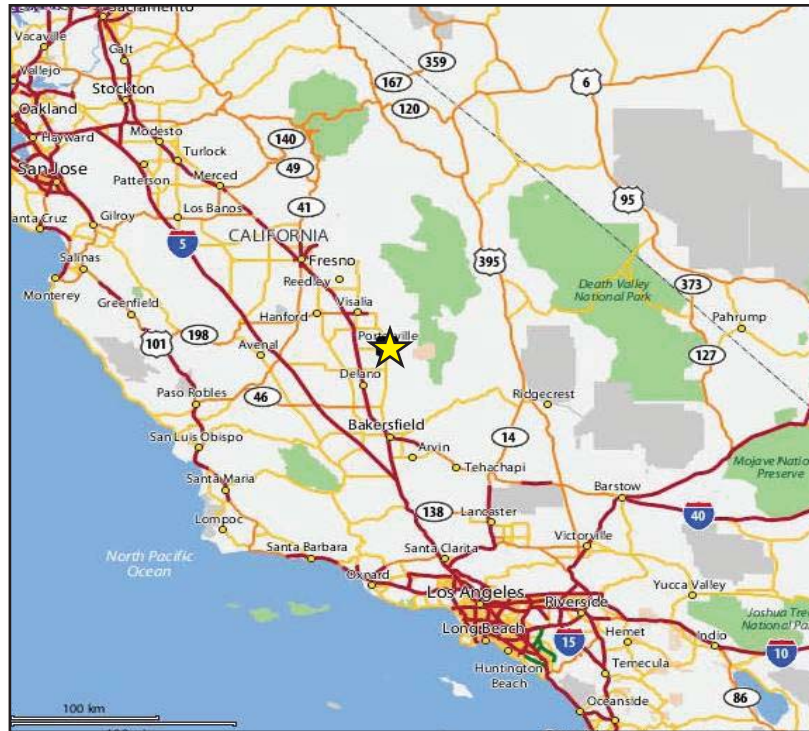 Sacramento
Vacaville
Galt
Vallejo
Stockton
Oakland
Hayward
Modesto
Turlock
San Jose
Patterson
Merced
Santa Cruz
Gilroy
Los Banos
359
167
120
6
140
49
41
95
5
CALIFORNIA
Salinas
Fresno
395
Monterey
Reedley
Death Valley
National Park
373
Greenfield
Hanford
Visalia
Pahrump
101
198
Avenal
127
Delano
Paso Robles
46
Ridgecrest
Bakersfield
14
San Luis Obispo
Arvin
Tehachapi
Preserve
Santa Maria
Barstow
138
Lancaster
40
Lompoc
Victorville
North Pacific
Ocean
Santa Barbara
Santa Clarita
Oxnard
Yucca Valley
Los Angeles
Riverside
Joshua Tree
Long Beach
15
Hemet
Indio
10
Huntington
Beach
Temecula
86
Oceanside
100 km